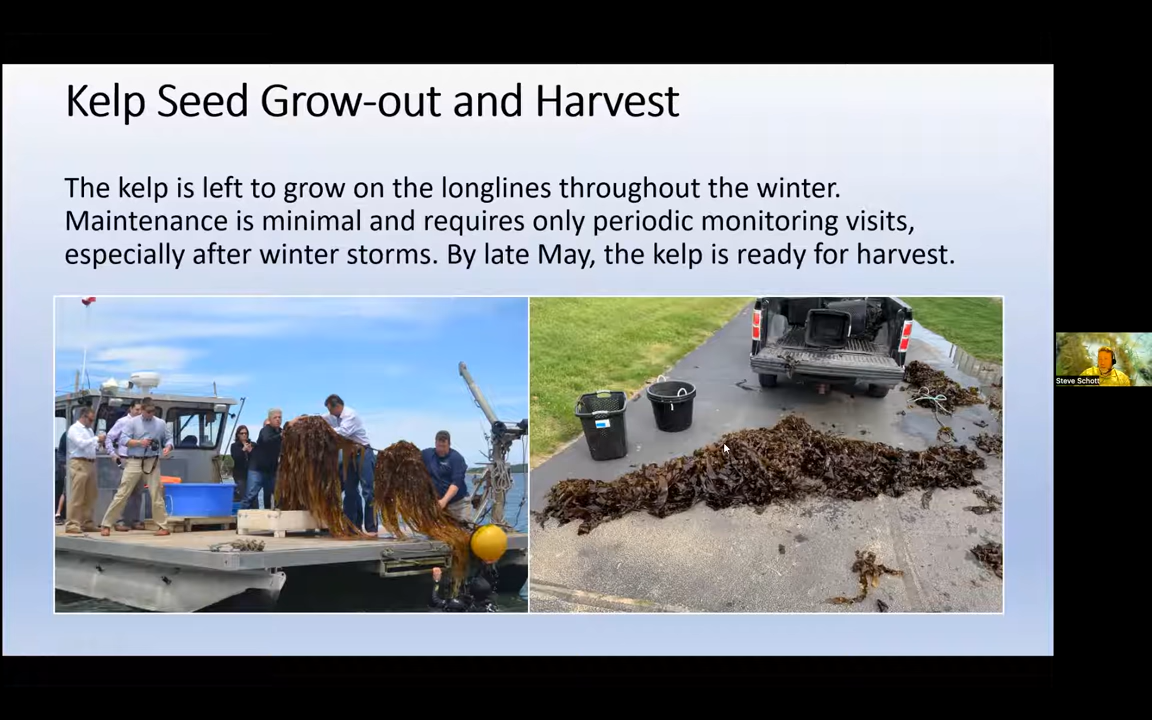 Kelp Seed Grow-out and Harvest
The kelp is left to grow on the longlines throughout the winter.
Maintenance is minimal and requires only periodic monitoring visits,
especially after winter storms. By late May, the kelp is ready for harvest.
Steve Schott